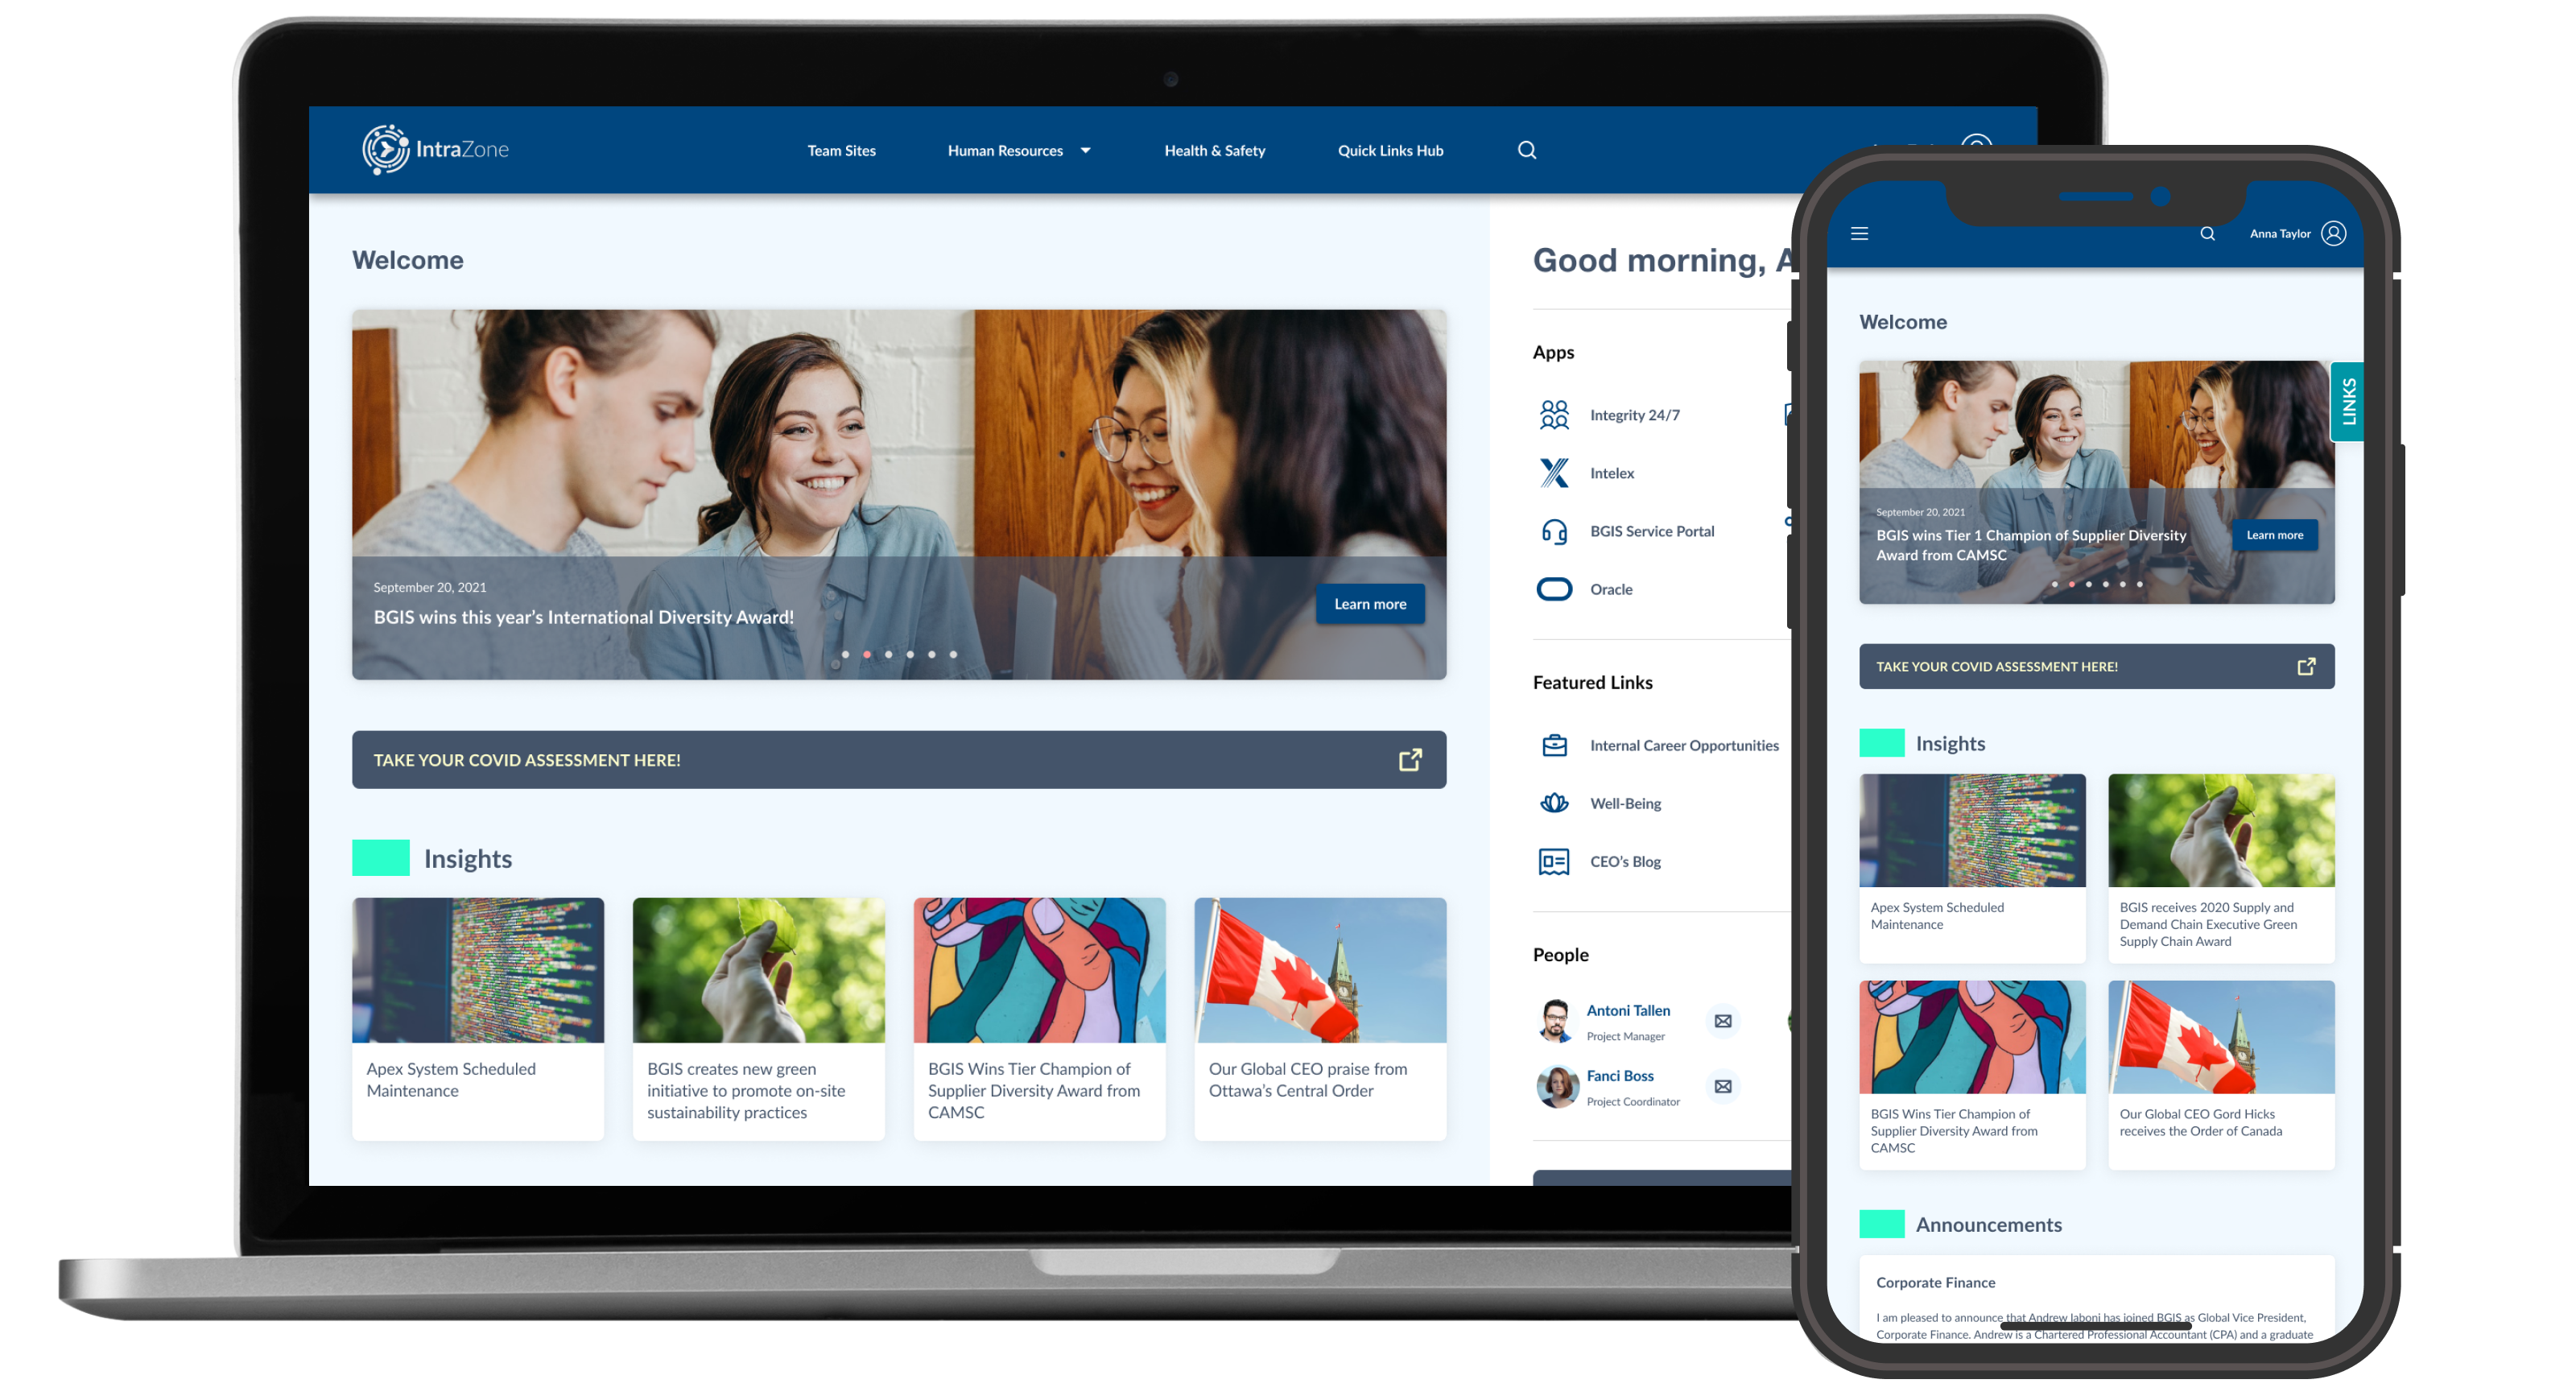 IntraZone
Team Sites
Human Resources
Health & Safety
Quick Links Hub
Welcome
September 20, 2021
BGIS wins this year's International Diversity Award!
Learn more
TAKE YOUR COVID ASSESSMENT HERE!
Insights
Apex System Scheduled
Maintenance
BGIS creates new green
initiative to promote on-site
sustainability practices
BGIS Wins Tier Champion of
Supplier Diversity Award from
CAMSC
Our Global CEO praise from
Ottawa's Central Order
Good morning, A
Apps
Integrity 24/7
Intelex
BGIS Service Portal
Oracle
Featured Links
Internal Career Opportunities
Well-Being
CEO's Blog
People
Antoni Tallen
Project Manager
Fanci Boss
Project Coordinator
Anna Taylor
Welcome
LINKS
September 20, 2021
BGIS wins Tier 1 Champion of Supplier Diversity
Award from CAMSC
Learn more
TAKE YOUR COVID ASSESSMENT HERE!
Insights
Apex System Scheduled
Maintenance
BGIS receives 2020 Supply and
Demand Chain Executive Green
Supply Chain Award
BGIS Wins Tier Champion of
Supplier Diversity Award from
CAMSC
Our Global CEO Gord Hicks
receives the Order of Canada
Announcements
Corporate Finance
I am pleased to announce that Andrew Iaboni has joined BGIS as Global Vice President,
Corporate Finance. Andrew is a Chartered Professional Accountant (CPA) and a graduate